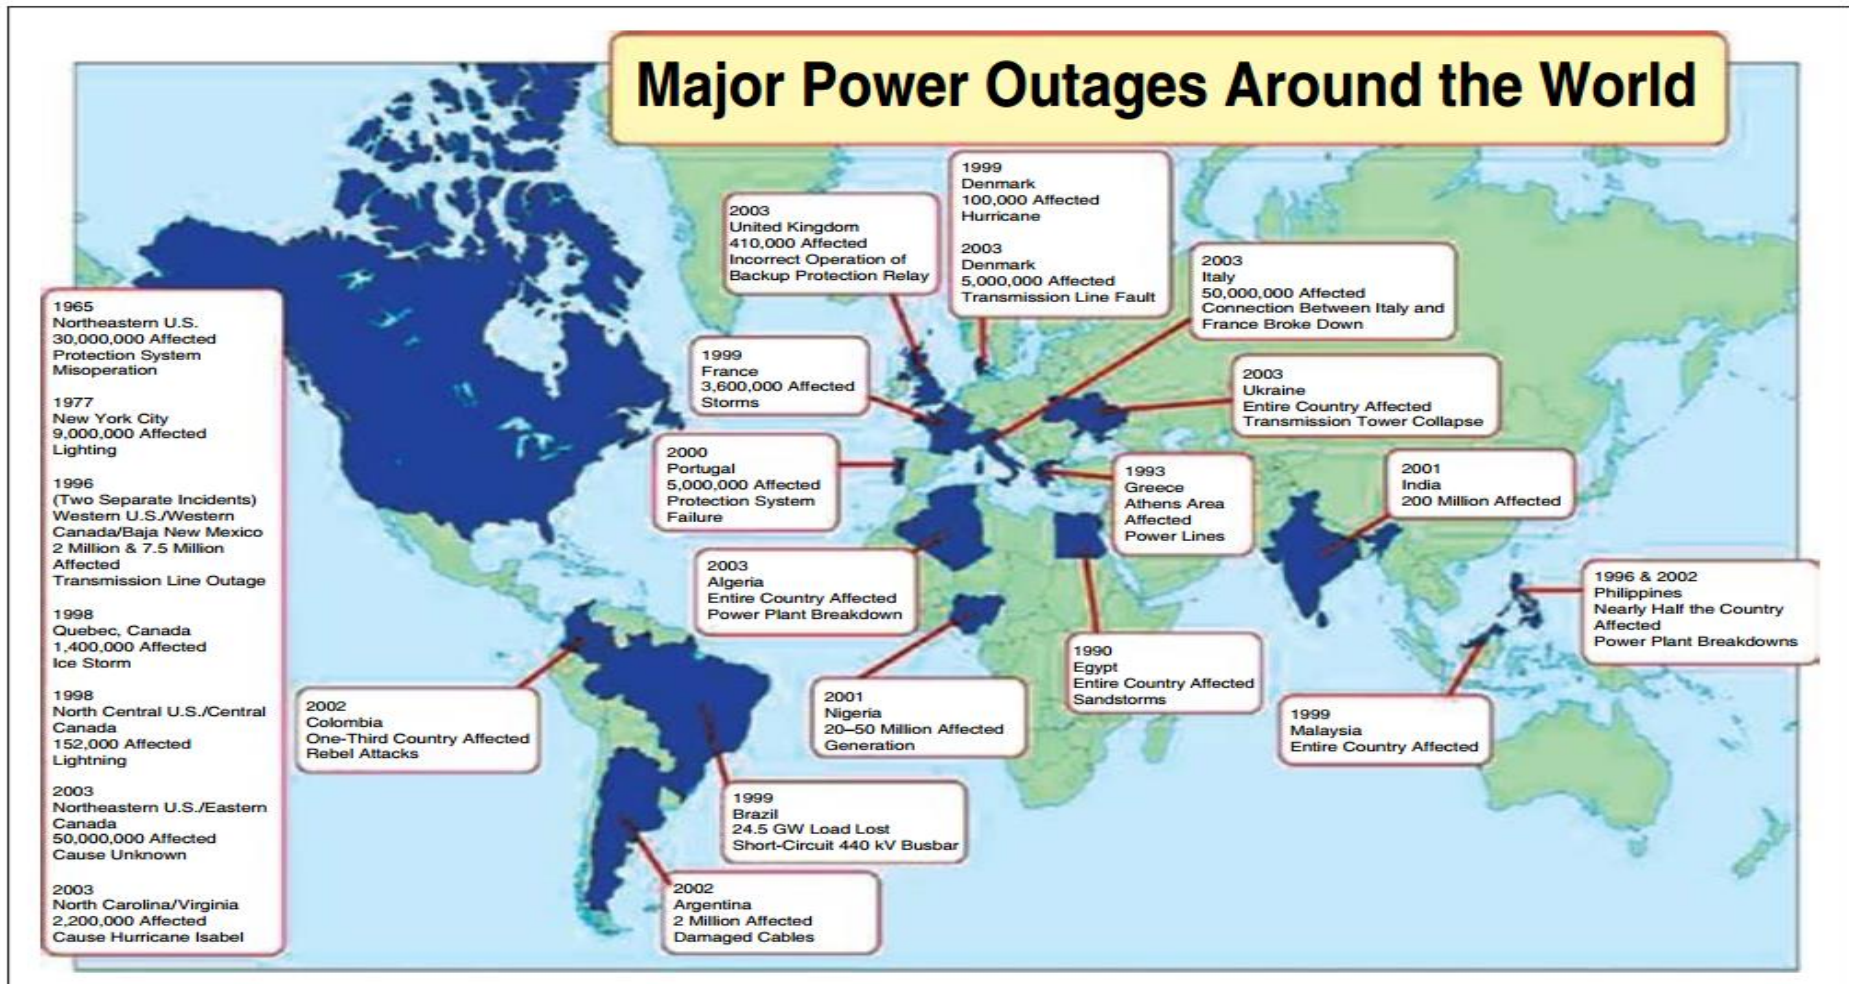 Major Power Outages Around the World
1965
Northeastern U.S.
30,000,000 Affected
Protection System
Misoperation
1977
New York City
9,000,000 Affected
Lighting
1996
(Two Separate Incidents)
Western U.S./Western
Canada/Baja New Mexico
2 Million & 7.5 Million
Affected
Transmission Line Outage
1998
Quebec, Canada
1,400,000 Affected
Ice Storm
1998
North Central U.S./Central
Canada
152,000 Affected
Lightning
2003
Northeastern U.S./Eastern
Canada
50,000,000 Affected
Cause Unknown
2003
North Carolina/Virginia
2,200,000 Affected
Cause Hurricane Isabel
2003
United Kingdom
410,000 Affected
Incorrect Operation of
Backup Protection Relay
1999
Denmark
100,000 Affected
Hurricane
2003
Denmark
5,000,000 Affected
Transmission Line Fault
2003
Italy
50,000,000 Affected
Connection Between Italy and
France Broke Down
1999
France
3,600,000 Affected
Storms
2003
Ukraine
Entire Country Affected
Transmission Tower Collapse
2000
Portugal
5,000,000 Affected
Protection System
Failure
1993
Greece
Athens Area
Affected
Power Lines
2001
India
200 Million Affected
2003
Algeria
Entire Country Affected
Power Plant Breakdown
1996 & 2002
Philippines
Nearly Half the Country
Affected
Power Plant Breakdowns
1990
Egypt
Entire Country Affected
Sandstorms
2001
Nigeria
20–50 Million Affected
Generation
1999
Malaysia
Entire Country Affected
2002
Colombia
One-Third Country Affected
Rebel Attacks
1999
Brazil
24.5 GW Load Lost
Short-Circuit 440 kV Busbar
2002
Argentina
2 Million Affected
Damaged Cables